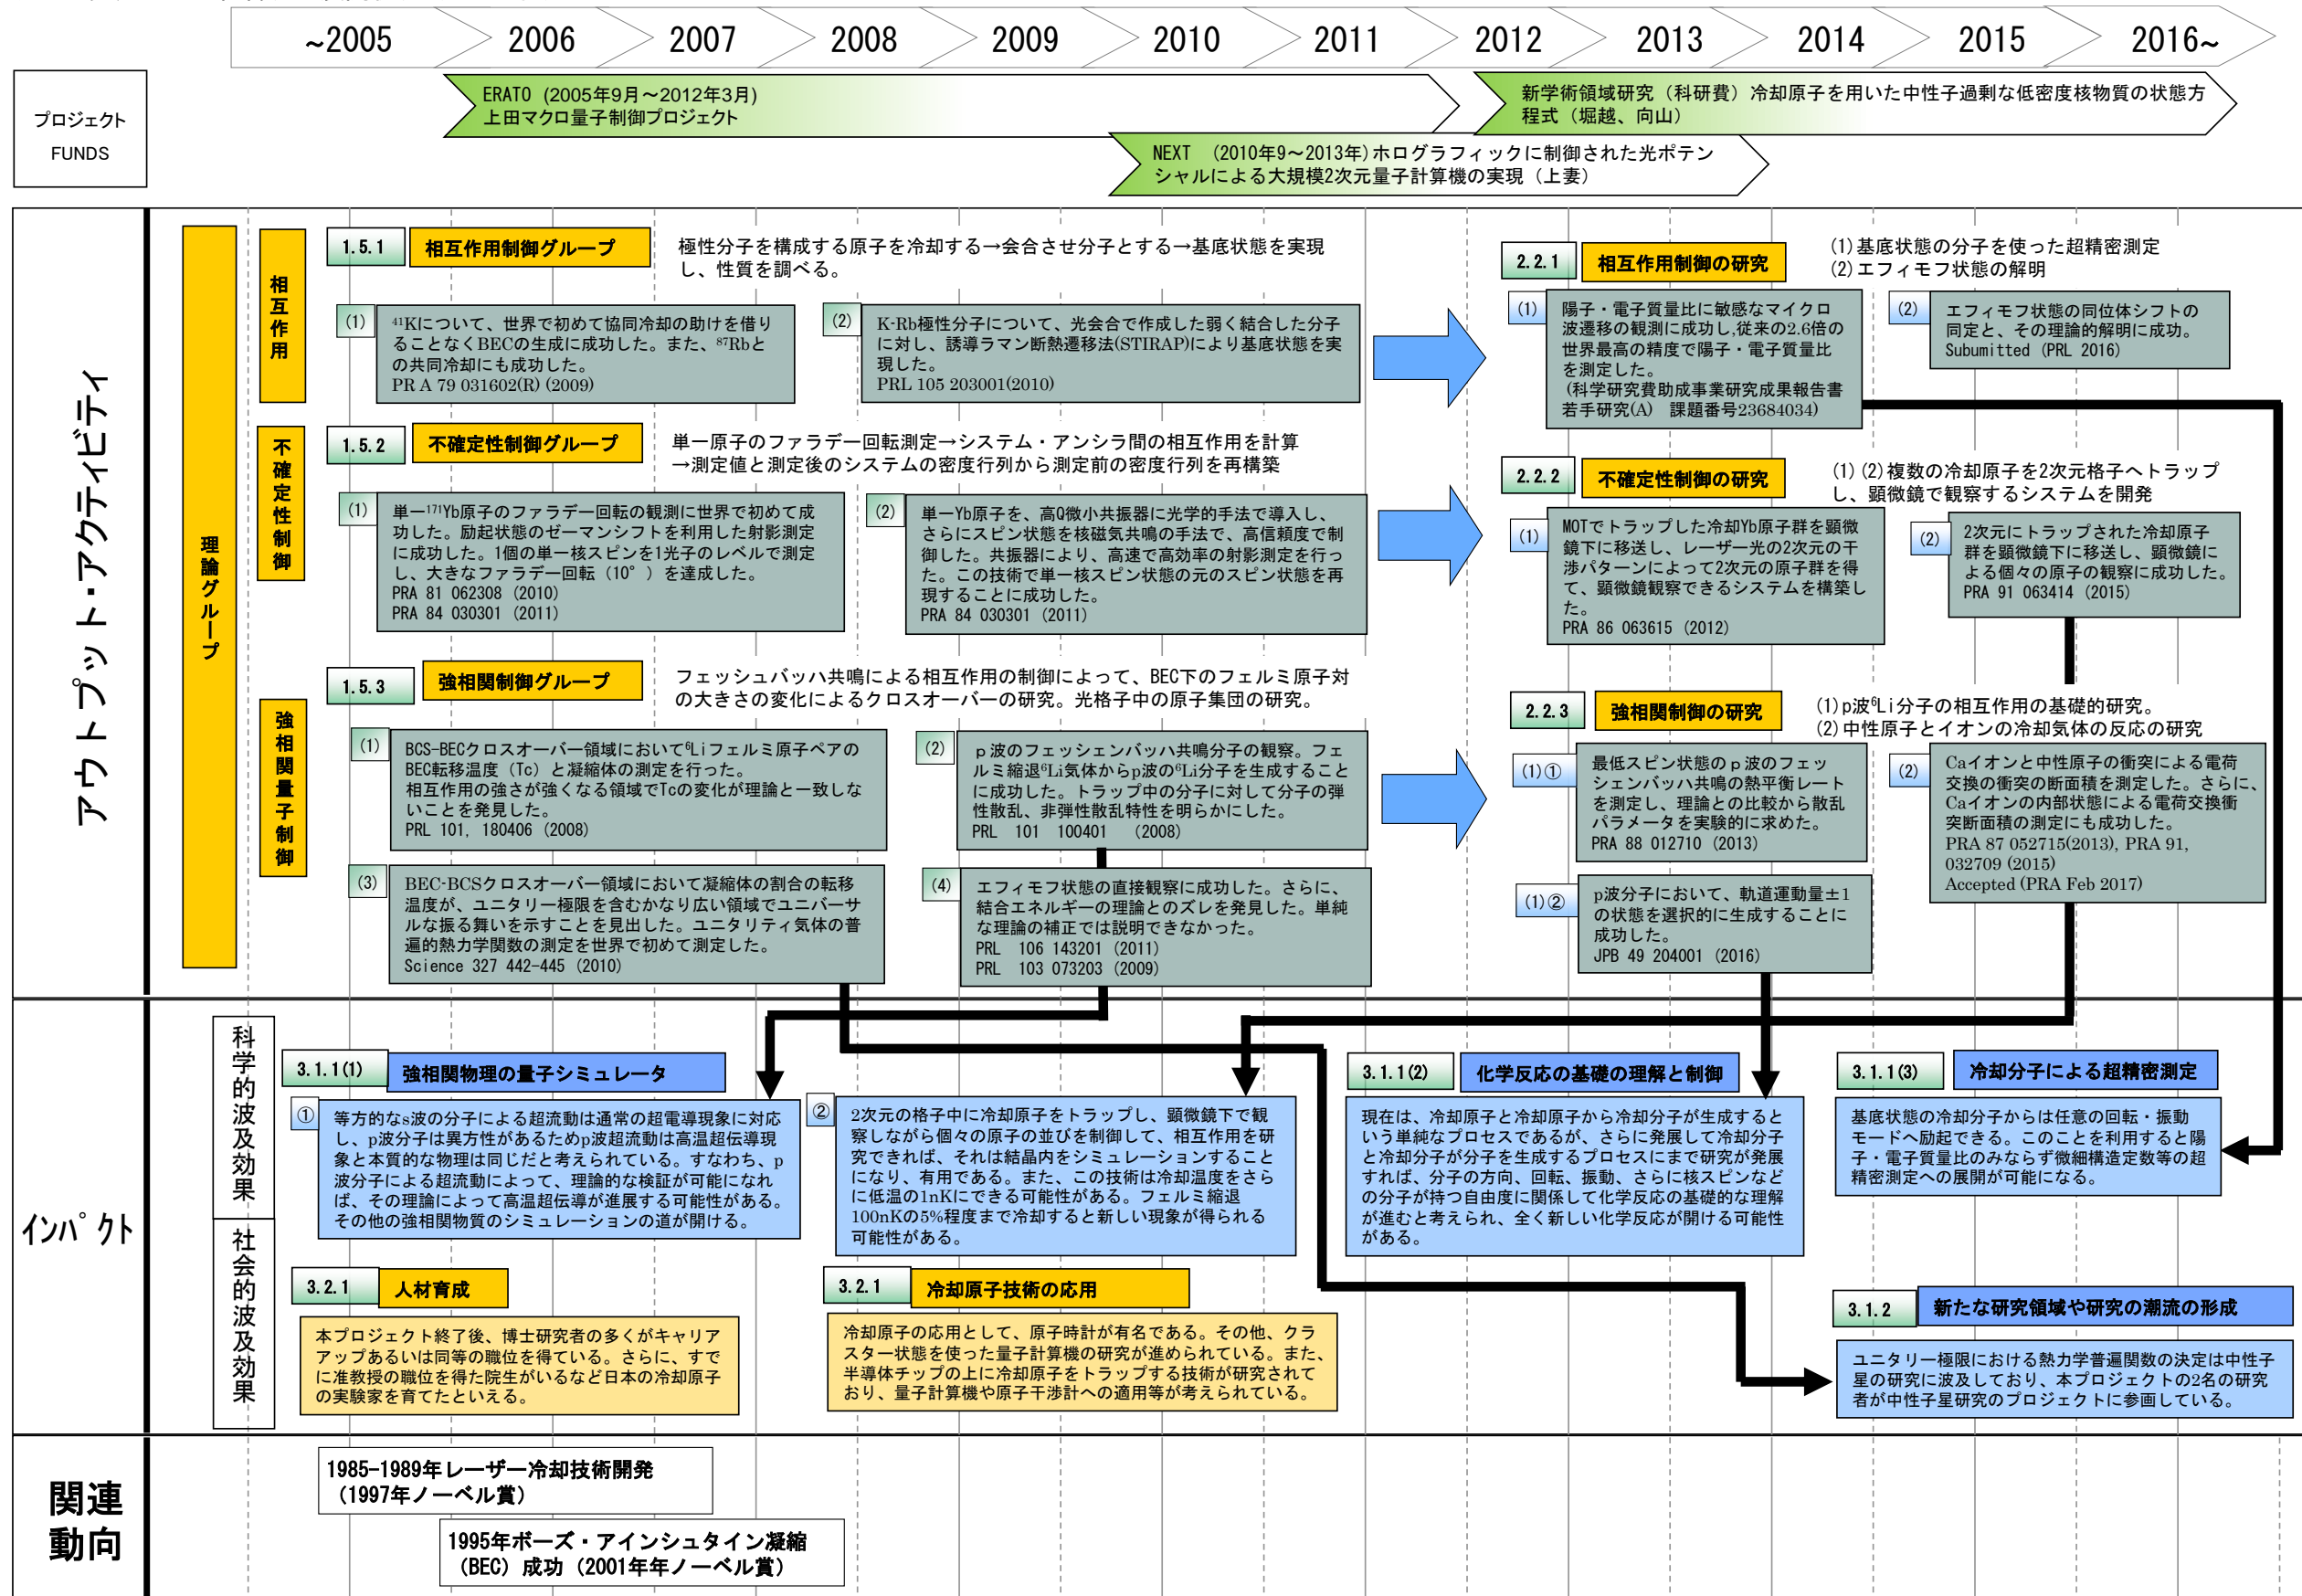 ~2005
2006
2007
2008
2009
2010
2011
2012
2013
2014
2015
2016~
プロジェクト
FUNDS
ERATO (2005年9月～2012年3月)
上田マクロ量子制御プロジェクト
新学術領域研究（科研費）冷却原子を用いた中性子過剰な低密度核物質の状態方
程式（堀越、向山）
NEXT （2010年9～2013年)ホログラフィックに制御された光ポテン
シャルによる大規模2次元量子計算機の実現（上妻）
アウトプット・アクティビティ
理論グループ
相互作用
1.5.1
相互作用制御グループ
極性分子を構成する原子を冷却する→会合させ分子とする→基底状態を実現
し、性質を調べる。
(1)
⁴¹Kについて、世界で初めて協同冷却の助けを借り
ることなくBECの生成に成功した。また、⁸⁷Rbと
の共同冷却にも成功した。
PR A 79 031602(R) (2009)
(2)
K-Rb極性分子について、光会合で作成した弱く結合した分子
に対し、誘導ラマン断熱遷移法(STIRAP)により基底状態を実
現した。
PRL 105 203001(2010)
2.2.1
相互作用制御の研究
(1)基底状態の分子を使った超精密測定
(2)エフィモフ状態の解明
(1)
陽子・電子質量比に敏感なマイクロ
波遷移の観測に成功し,従来の2.6倍の
世界最高の精度で陽子・電子質量比
を測定した。
(科学研究費助成事業研究成果報告書
若手研究(A)　課題番号23684034)
(2)
エフィモフ状態の同位体シフトの
同定と、その理論的解明に成功。
Subumitted (PRL 2016)
不確定性制御
1.5.2
不確定性制御グループ
単一原子のファラデー回転測定→システム・アンシラ間の相互作用を計算
→測定値と測定後のシステムの密度行列から測定前の密度行列を再構築
(1)
単一¹⁷¹Yb原子のファラデー回転の観測に世界で初めて成
功した。励起状態のゼーマンシフトを利用した射影測定
に成功した。1個の単一核スピンを1光子のレベルで測定
し、大きなファラデー回転（10°）を達成した。
PRA 81 062308 (2010)
PRA 84 030301 (2011)
(2)
単一Yb原子を、高Q微小共振器に光学的手法で導入し、
さらにスピン状態を核磁気共鳴の手法で、高信頼度で制
御した。共振器により、高速で高効率の射影測定を行っ
た。この技術で単一核スピン状態の元のスピン状態を再
現することに成功した。
PRA 84 030301 (2011)
2.2.2
不確定性制御の研究
(1)(2)複数の冷却原子を2次元格子へトラップ
し、顕微鏡で観察するシステムを開発
(1)
MOTでトラップした冷却Yb原子群を顕微
鏡下に移送し、レーザー光の2次元の干
渉パターンによって2次元の原子群を得
て、顕微鏡観察できるシステムを構築し
た。
PRA 86 063615 (2012)
(2)
2次元にトラップされた冷却原子
群を顕微鏡下に移送し、顕微鏡に
よる個々の原子の観察に成功した。
PRA 91 063414 (2015)
強相関量子制御
1.5.3
強相関制御グループ
フェッシュバッハ共鳴による相互作用の制御によって、BEC下のフェルミ原子対
の大きさの変化によるクロスオーバーの研究。光格子中の原子集団の研究。
(1)
BCS-BECクロスオーバー領域において⁶Liフェルミ原子ペアの
BEC転移温度（Tc）と凝縮体の測定を行った。
相互作用の強さが強くなる領域でTcの変化が理論と一致しな
いことを発見した。
PRL 101, 180406 (2008)
(2)
ｐ波のフェッシェンバッハ共鳴分子の観察。フェ
ルミ縮退⁶Li気体からp波の⁶Li分子を生成すること
に成功した。トラップ中の分子に対して分子の弾
性散乱、非弾性散乱特性を明らかにした。
PRL　101　100401　(2008)
(3)
BEC-BCSクロスオーバー領域において凝縮体の割合の転移
温度が、ユニタリー極限を含むかなり広い領域でユニバーサ
ルな振る舞いを示すことを見出した。ユニタリティ気体の普
遍的熱力学関数の測定を世界で初めて測定した。
Science 327 442-445 (2010)
(4)
エフィモフ状態の直接観察に成功した。さらに、
結合エネルギーの理論とのズレを発見した。単純
な理論の補正では説明できなかった。
PRL　106 143201 (2011)
PRL　103 073203 (2009)
2.2.3
強相関制御の研究
(1)p波⁶Li分子の相互作用の基礎的研究。
(2)中性原子とイオンの冷却気体の反応の研究
(1)①
最低スピン状態のｐ波のフェッ
シェンバッハ共鳴の熱平衡レート
を測定し、理論との比較から散乱
パラメータを実験的に求めた。
PRA 88 012710 (2013)
(2)
Caイオンと中性原子の衝突による電荷
交換の衝突の断面積を測定した。さらに、
Caイオンの内部状態による電荷交換衝
突断面積の測定にも成功した。
PRA 87 052715(2013), PRA 91,
032709 (2015)
Accepted (PRA Feb 2017)
(1)②
p波分子において、軌道運動量±1
の状態を選択的に生成することに
成功した。
JPB 49 204001 (2016)
インパクト
科学的波及効果
3.1.1(1)
強相関物理の量子シミュレータ
①
等方的なs波の分子による超流動は通常の超電導現象に対応
し、p波分子は異方性があるためp波超流動は高温超伝導現
象と本質的な物理は同じだと考えられている。すなわち、p
波分子による超流動によって、理論的な検証が可能になれ
ば、その理論によって高温超伝導が進展する可能性がある。
その他の強相関物質のシミュレーションの道が開ける。
②
2次元の格子中に冷却原子をトラップし、顕微鏡下で観
察しながら個々の原子の並びを制御して、相互作用を研
究できれば、それは結晶内をシミュレーションすること
になり、有用である。また、この技術は冷却温度をさら
に低温の1nKにできる可能性がある。フェルミ縮退
100nKの5%程度まで冷却すると新しい現象が得られる
可能性がある。
3.1.1(2)
化学反応の基礎の理解と制御
現在は、冷却原子と冷却原子から冷却分子が生成すると
いう単純なプロセスであるが、さらに発展して冷却分子
と冷却分子が分子を生成するプロセスにまで研究が発展
すれば、分子の方向、回転、振動、さらに核スピンなど
の分子が持つ自由度に関係して化学反応の基礎的な理解
が進むと考えられ、全く新しい化学反応が開ける可能性
がある。
3.1.1(3)
冷却分子による超精密測定
基底状態の冷却分子からは任意の回転・振動
モードへ励起できる。このことを利用すると陽
子・電子質量比のみならず微細構造定数等の超
精密測定への展開が可能になる。
社会的波及効果
3.2.1
人材育成
本プロジェクト終了後、博士研究者の多くがキャリア
アップあるいは同等の職位を得ている。さらに、すで
に准教授の職位を得た院生がいるなど日本の冷却原子
の実験家を育てたといえる。
3.2.1
冷却原子技術の応用
冷却原子の応用として、原子時計が有名である。その他、クラ
スター状態を使った量子計算機の研究が進められている。また、
半導体チップの上に冷却原子をトラップする技術が研究されて
おり、量子計算機や原子干渉計への適用等が考えられている。
3.1.2
新たな研究領域や研究の潮流の形成
ユニタリー極限における熱力学普遍関数の決定は中性子
星の研究に波及しており、本プロジェクトの2名の研究
者が中性子星研究のプロジェクトに参画している。
関連
動向
1985-1989年レーザー冷却技術開発
（1997年ノーベル賞）
1995年ボーズ・アインシュタイン凝縮
（BEC）成功（2001年年ノーベル賞）